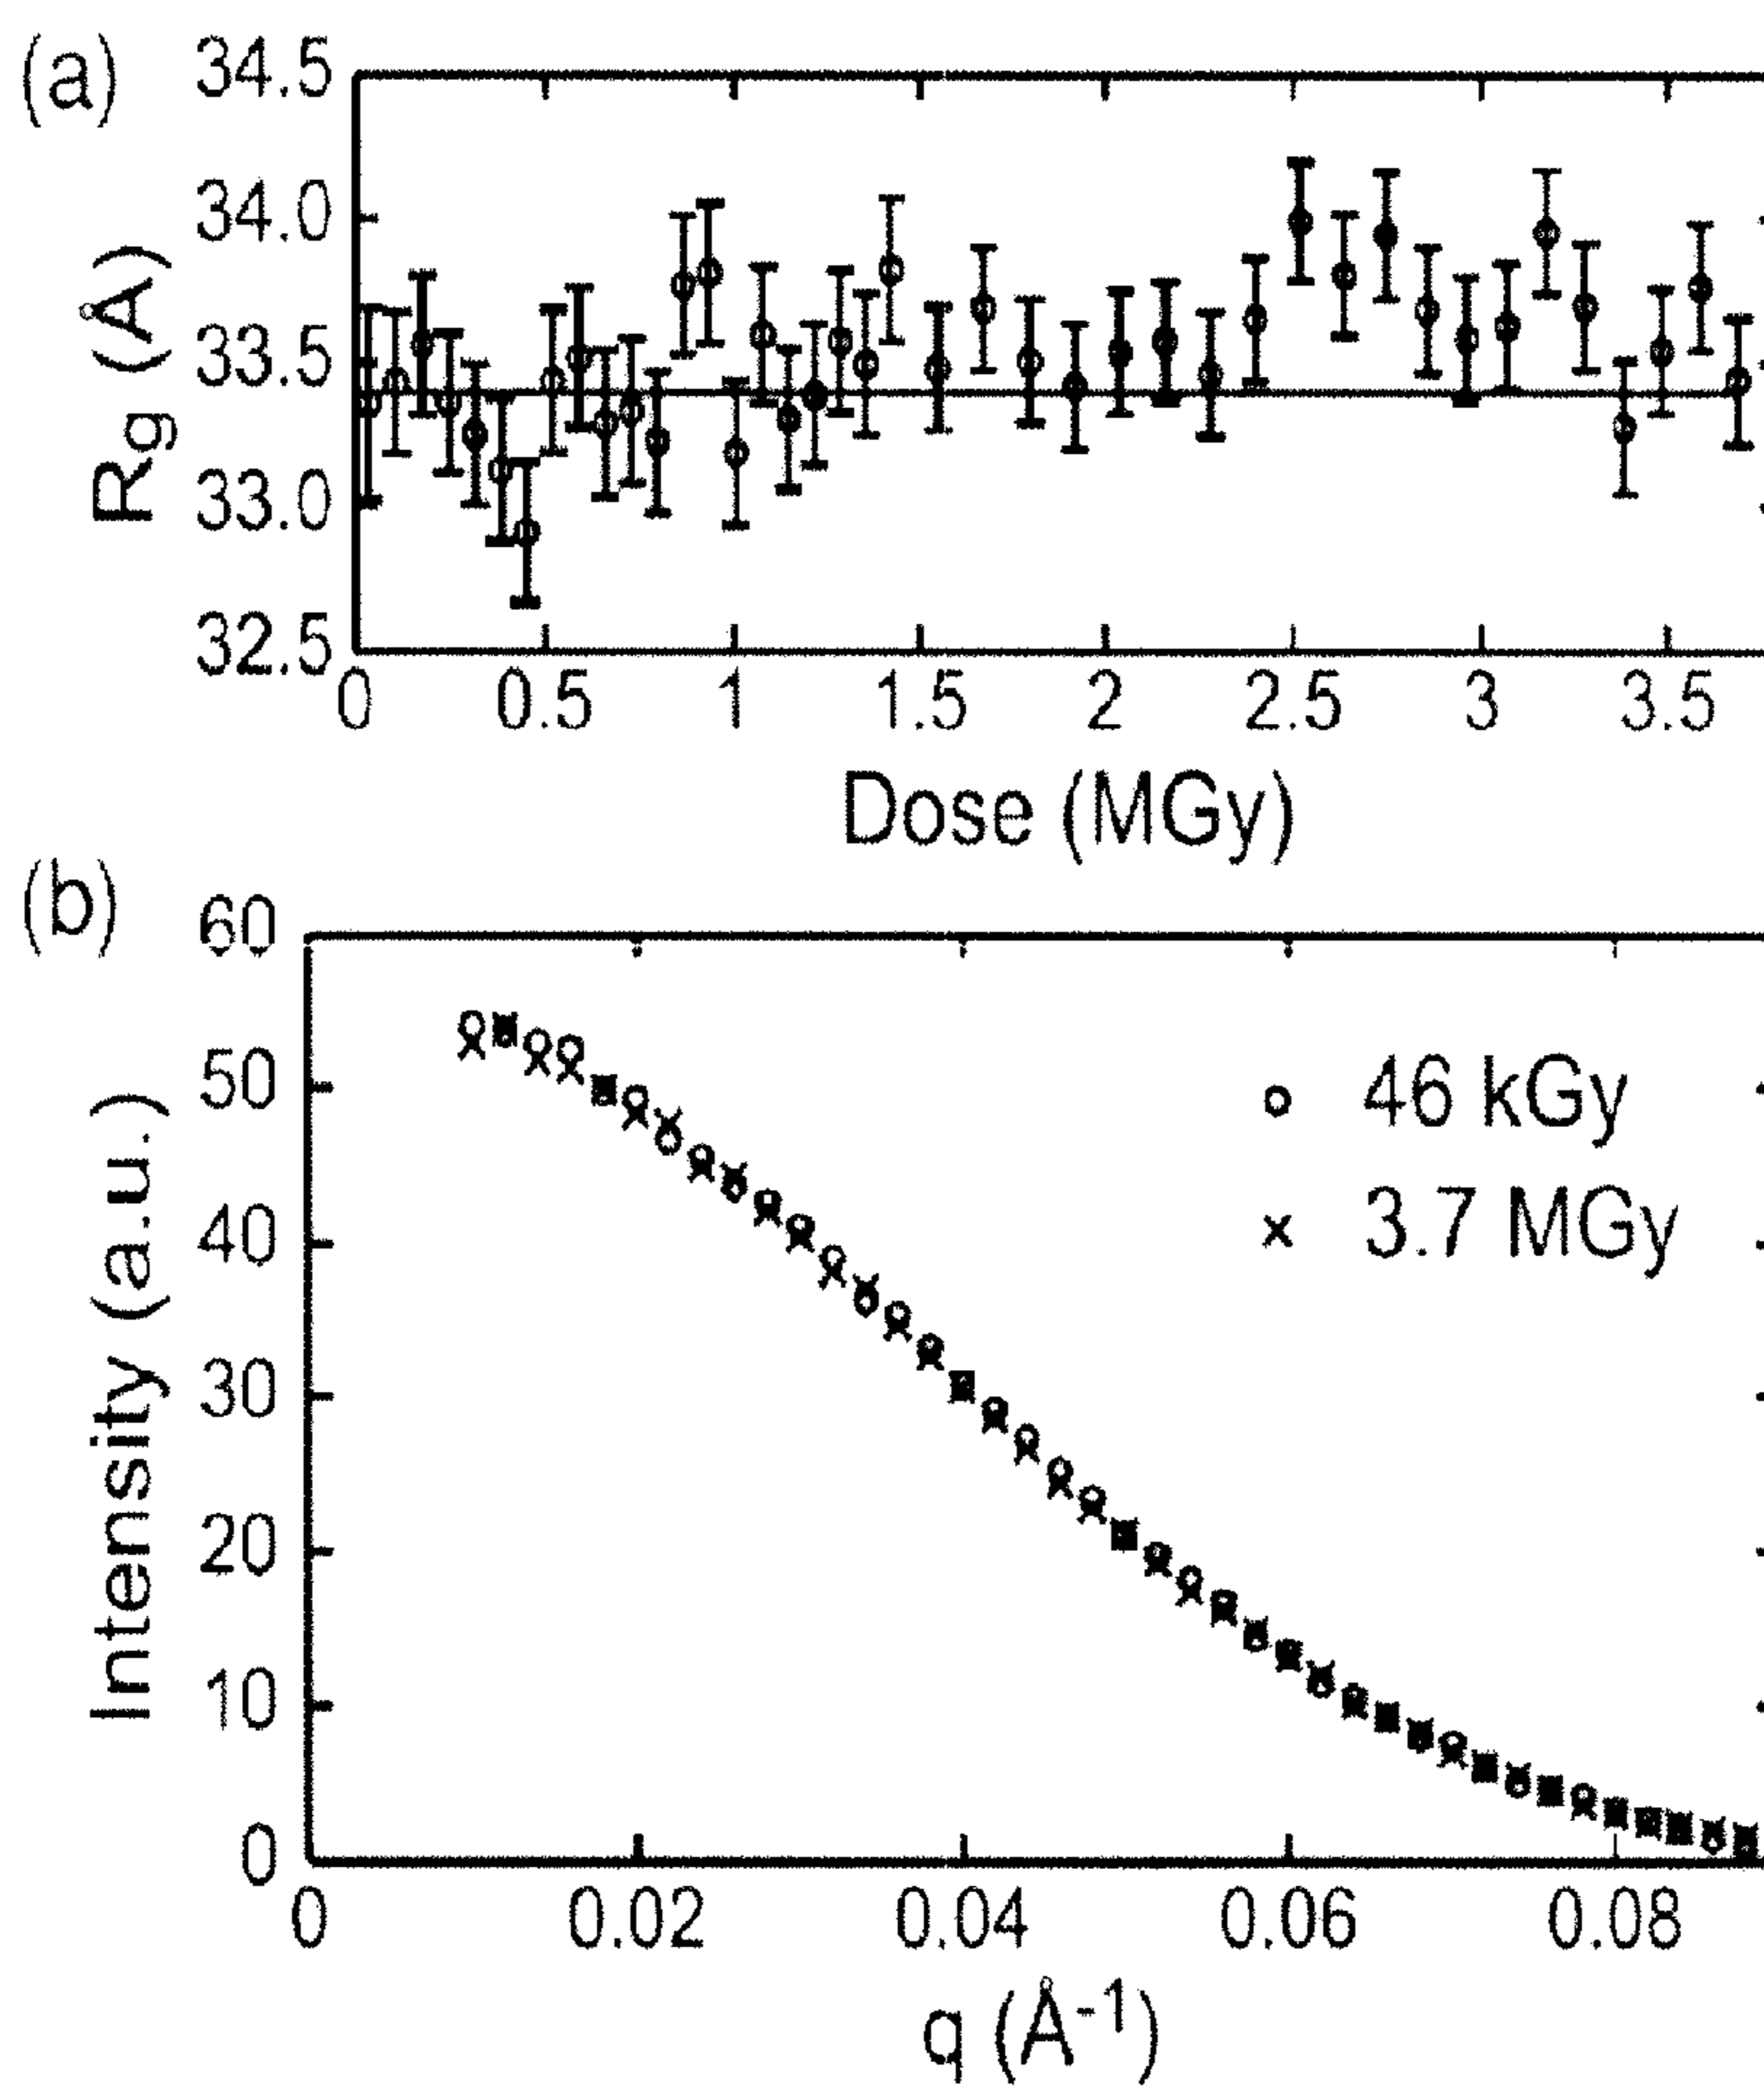 (a)
34.5
34.0
33.5
33.0
32.5
Rg (Å)
0 0.5 1 1.5 2 2.5 3 3.5
Dose (MGy)
(b)
60
50
40
30
20
10
0
Intensity (a.u.)
o 46 kGy
x 3.7 MGy
0 0.02 0.04 0.06 0.08
q (Å⁻¹)